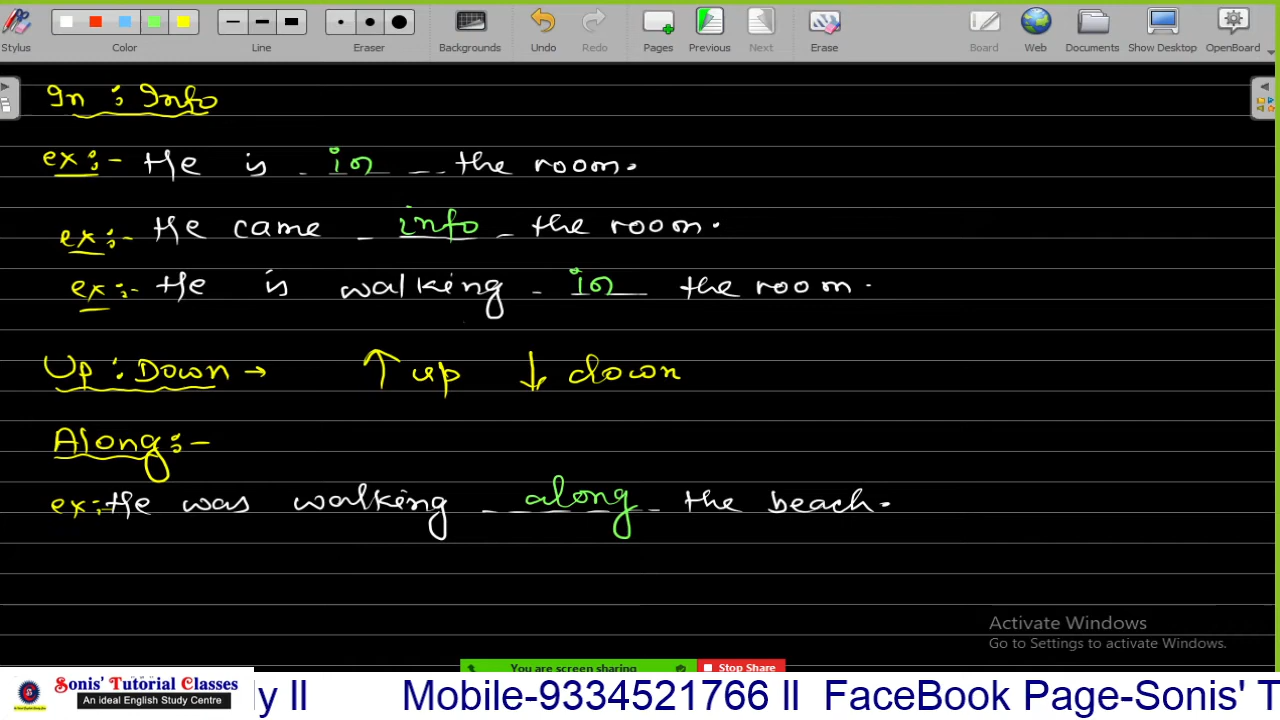 Stylus Color Line Eraser Backgrounds Undo Redo Pages Previous Next Erase Board Web Documents Show Desktop OpenBoard
In : Info
ex:- He is in the room.
ex:- He came info the room.
ex:- He is walking in the room.
Up : Down → ↑ up ↓ down
Along:-
ex:- He was walking along the beach.
Activate Windows
Go to Settings to activate Windows.
You are screen sharing Stop Share
Sonis' Tutorial Classes
An ideal English Study Centre
y II Mobile-9334521766 II FaceBook Page-Sonis' T